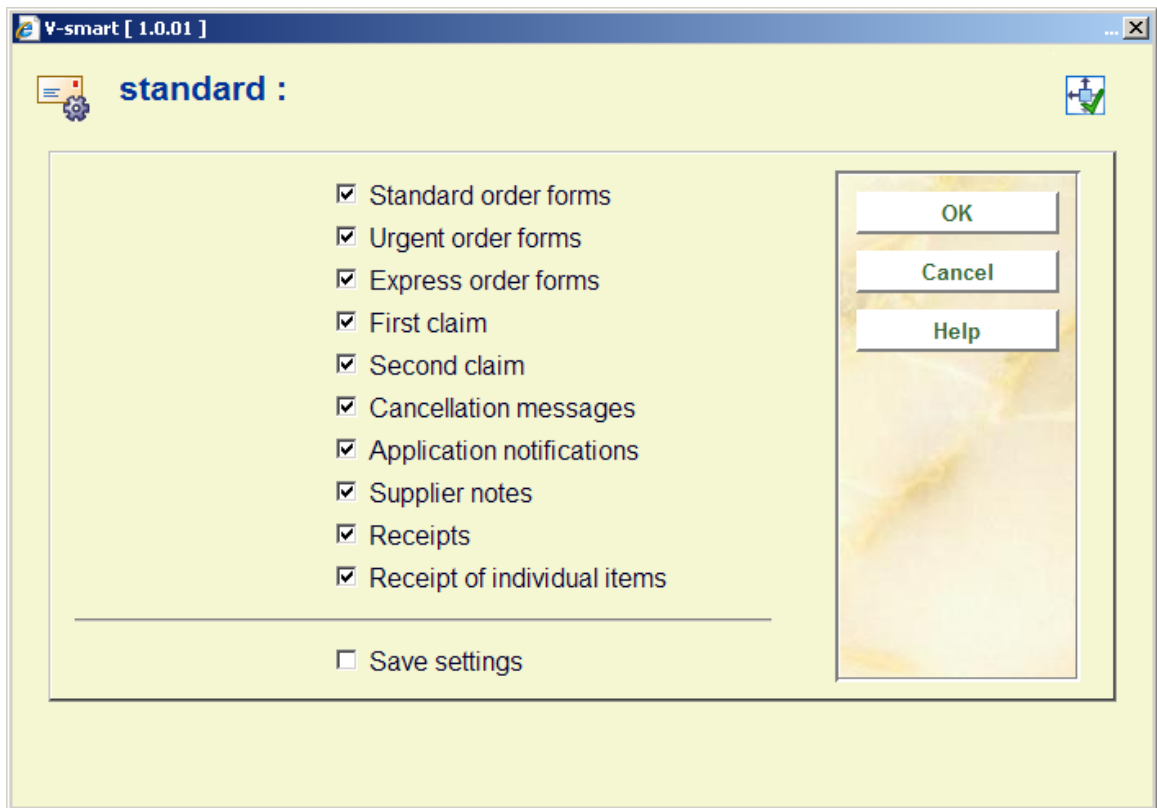 V-smart [ 1.0.01 ]
...
standard :
Standard order forms
Urgent order forms
Express order forms
First claim
Second claim
Cancellation messages
Application notifications
Supplier notes
Receipts
Receipt of individual items
Save settings
OK
Cancel
Help